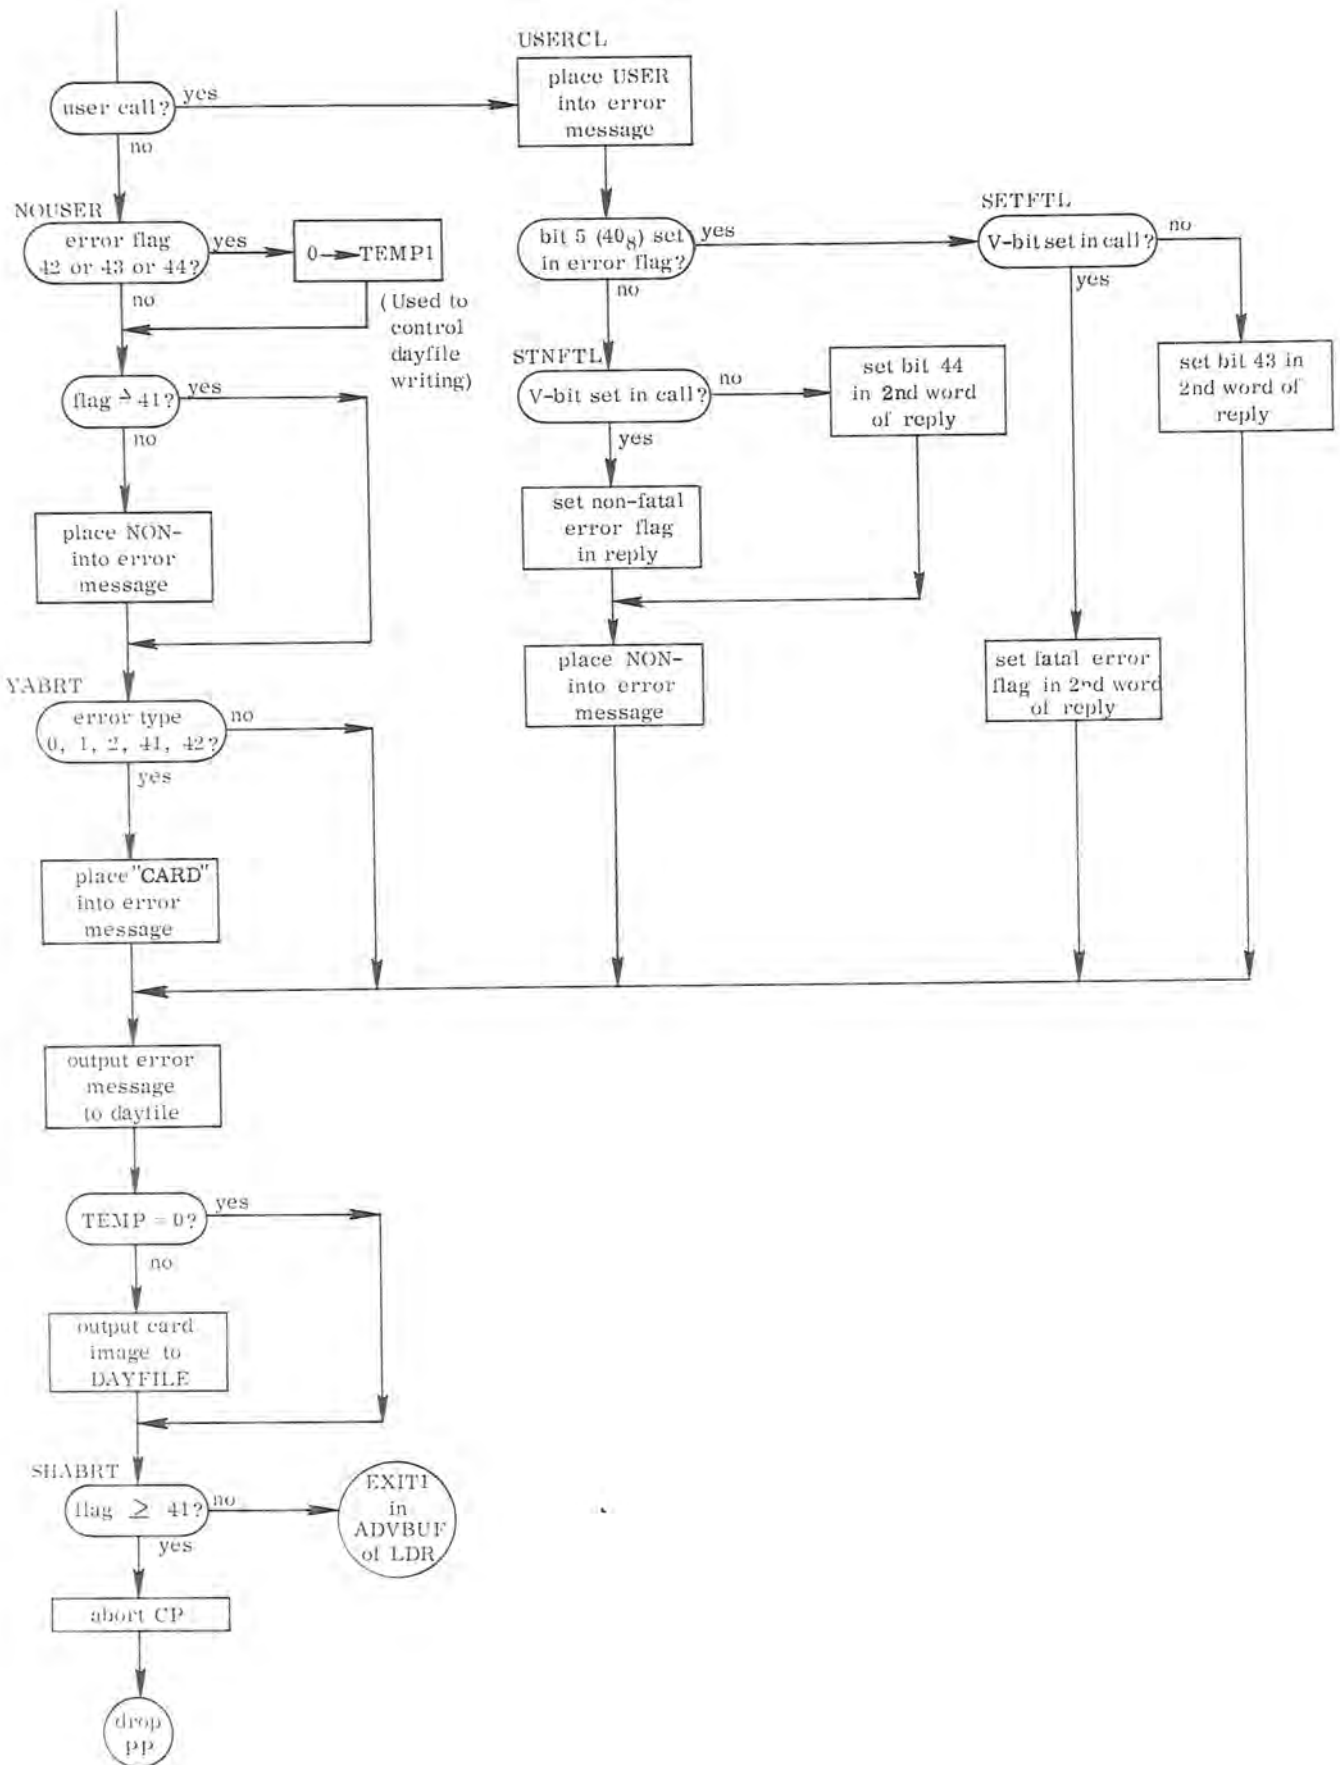 user call?
yes
no
USERCL
place USER
into error
message
NOUSER
error flag
42 or 43 or 44?
yes
no
0→TEMP1
(Used to
control
dayfile
writing)
bit 5 (40₈) set
in error flag?
yes
no
SETFTL
V-bit set in call?
no
yes
flag ≥ 41?
yes
no
STNFTL
V-bit set in call?
no
yes
set bit 44
in 2nd word
of reply
set bit 43 in
2nd word of
reply
place NON-
into error
message
set non-fatal
error flag
in reply
place NON-
into error
message
set fatal error
flag in 2nd word
of reply
YABRT
error type
0, 1, 2, 41, 42?
no
yes
place "CARD"
into error
message
output error
message
to dayfile
TEMP = 0?
yes
no
output card
image to
DAYFILE
SHABRT
flag ≥ 41?
no
yes
EXIT1
in
ADVBUF
of LDR
abort CP
drop
PP